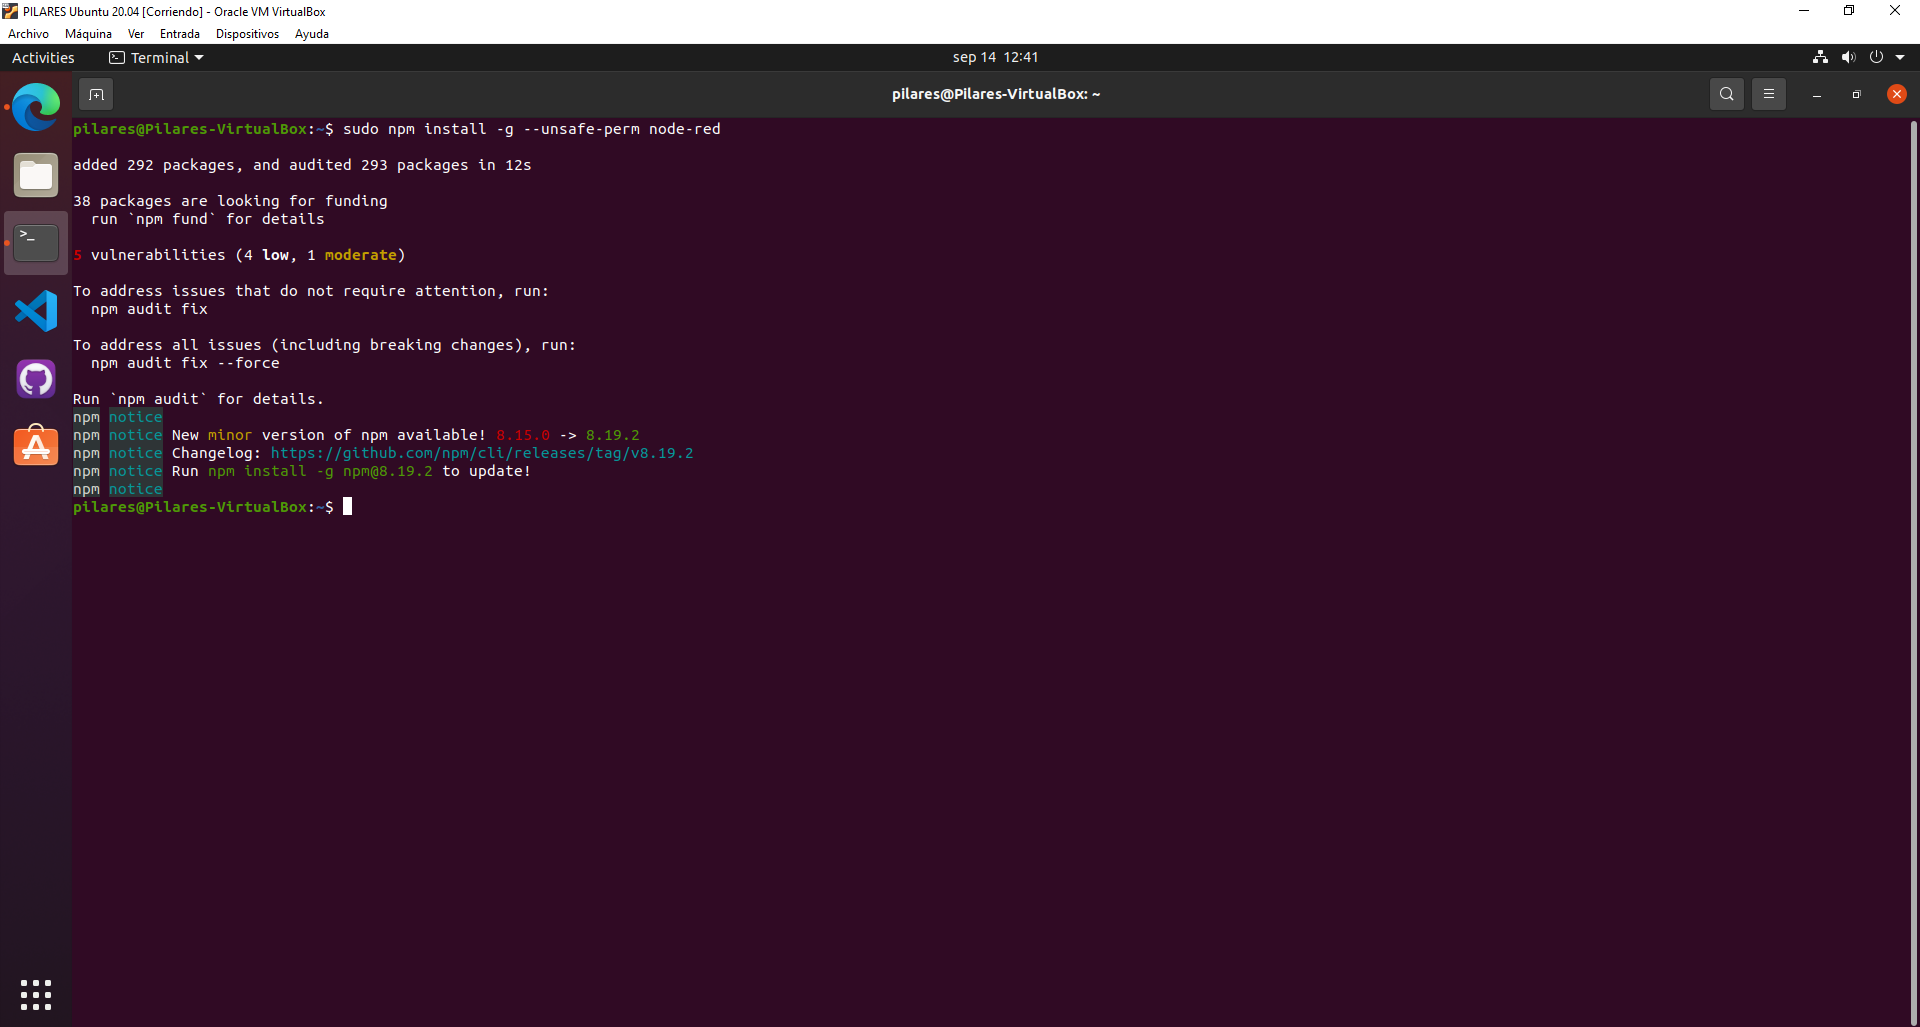 PILARES Ubuntu 20.04 [Corriendo] - Oracle VM VirtualBox
Archivo Máquina Ver Entrada Dispositivos Ayuda
Activities Terminal sep 14 12:41
pilares@Pilares-VirtualBox: ~
pilares@Pilares-VirtualBox:~$ sudo npm install -g --unsafe-perm node-red
added 292 packages, and audited 293 packages in 12s
38 packages are looking for funding
run `npm fund` for details
5 vulnerabilities (4 low, 1 moderate)
To address issues that do not require attention, run:
npm audit fix
To address all issues (including breaking changes), run:
npm audit fix --force
Run `npm audit` for details.
npm notice
npm notice New minor version of npm available! 8.15.0 -> 8.19.2
npm notice Changelog: https://github.com/npm/cli/releases/tag/v8.19.2
npm notice Run npm install -g npm@8.19.2 to update!
npm notice
pilares@Pilares-VirtualBox:~$